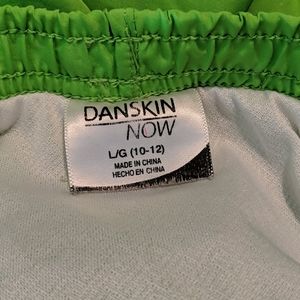 DANSKIN
NOW
L/G (10-12)
MADE IN CHINA
HECHO EN CHINA